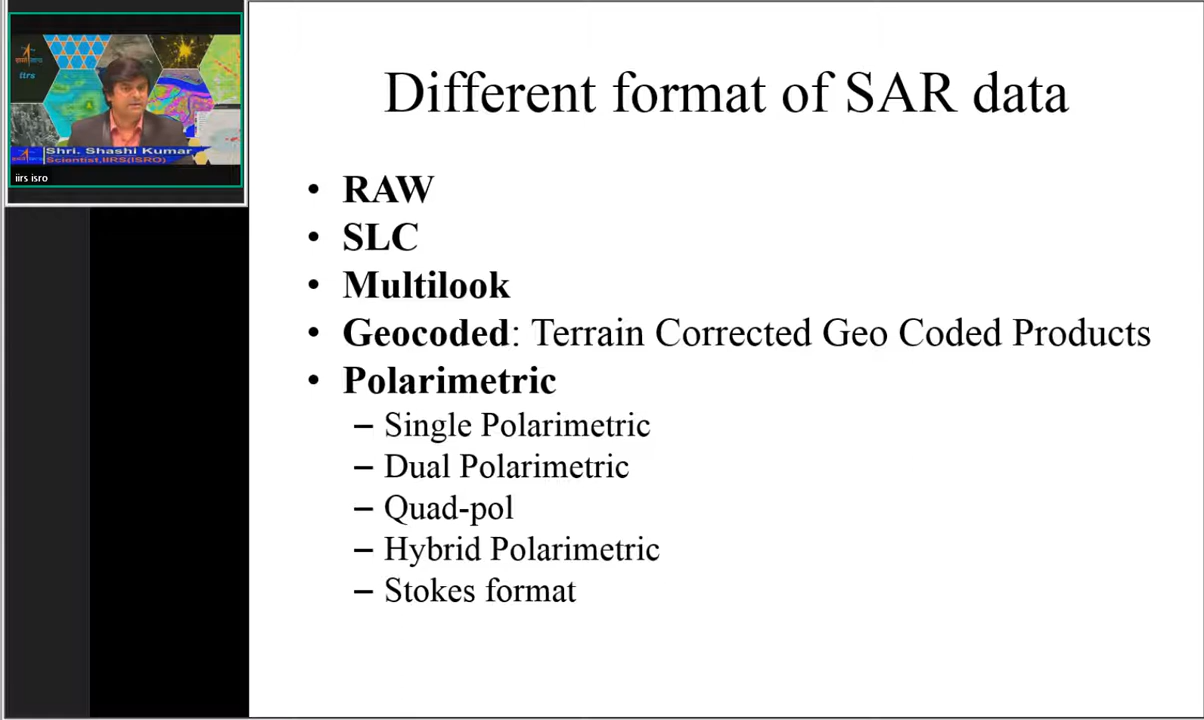 iirs
Shri. Shashi Kumar
Scientist,IIRS(ISRO)
iirs isro
Different format of SAR data
• RAW
• SLC
• Multilook
• Geocoded: Terrain Corrected Geo Coded Products
• Polarimetric
– Single Polarimetric
– Dual Polarimetric
– Quad-pol
– Hybrid Polarimetric
– Stokes format